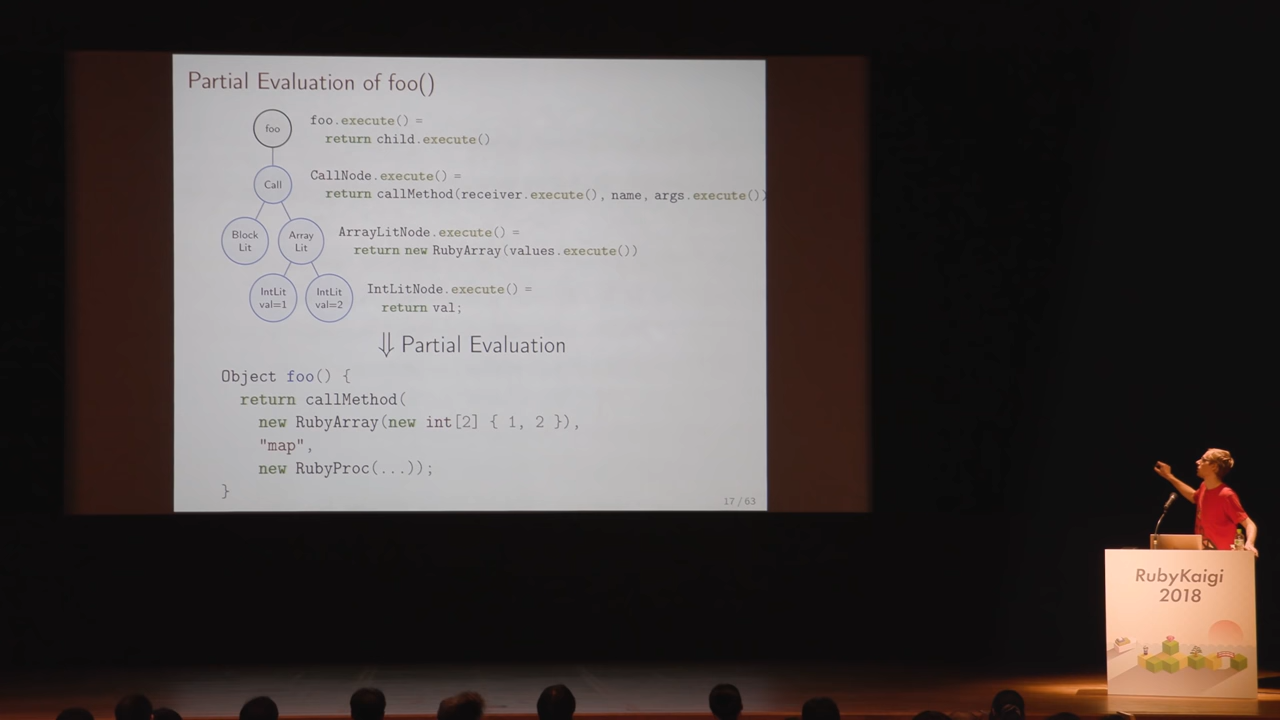 Partial Evaluation of foo()
foo
foo.execute() =
return child.execute()
Call
CallNode.execute() =
return callMethod(receiver.execute(), name, args.execute())
Block
Lit
Array
Lit
ArrayLitNode.execute() =
return new RubyArray(values.execute())
IntLit
val=1
IntLit
val=2
IntLitNode.execute() =
return val;
⇓ Partial Evaluation
Object foo() {
return callMethod(
new RubyArray(new int[2] { 1, 2 }),
"map",
new RubyProc(...));
}
17 / 63
RubyKaigi
2018